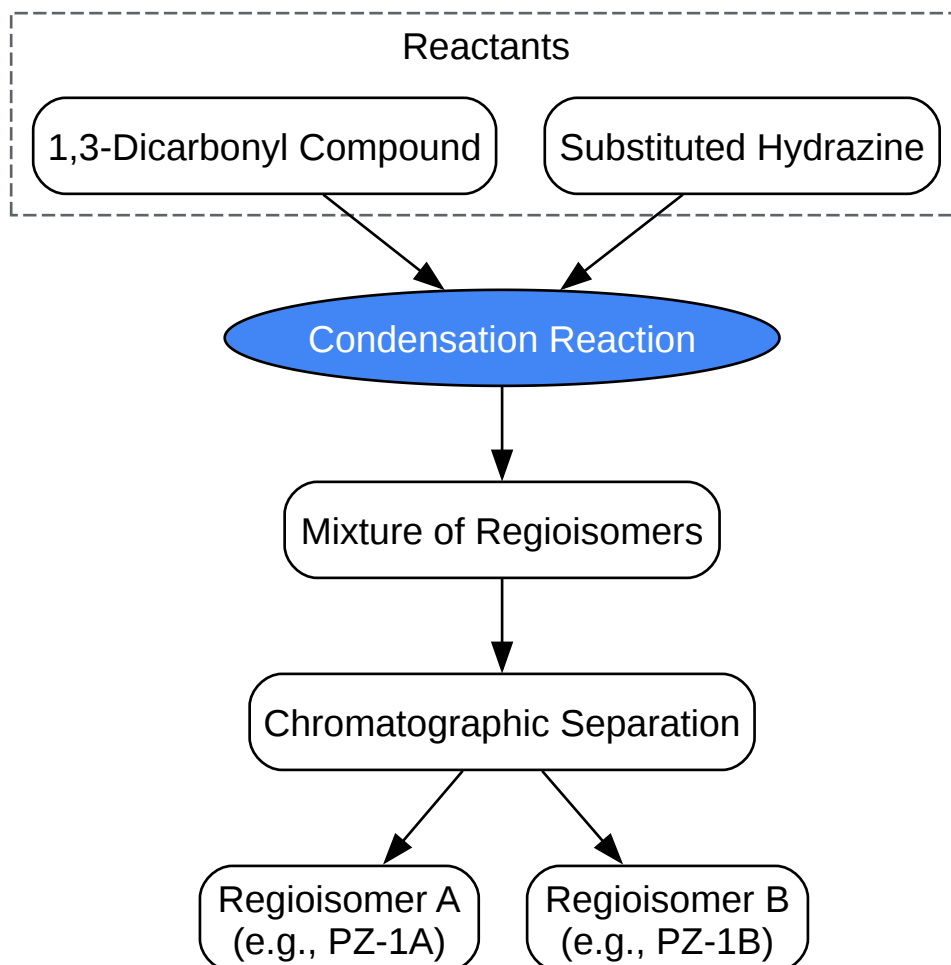 Reactants
1,3-Dicarbonyl Compound
Substituted Hydrazine
Condensation Reaction
Mixture of Regioisomers
Chromatographic Separation
Regioisomer A
(e.g., PZ-1A)
Regioisomer B
(e.g., PZ-1B)